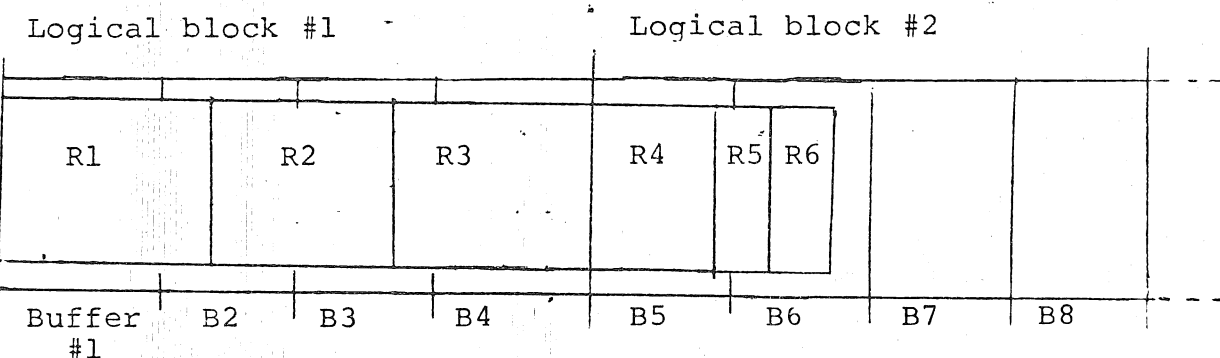 Logical block #1 Logical block #2
R1 R2 R3 R4 R5 R6
Buffer B2 B3 B4 B5 B6 B7 B8
#1